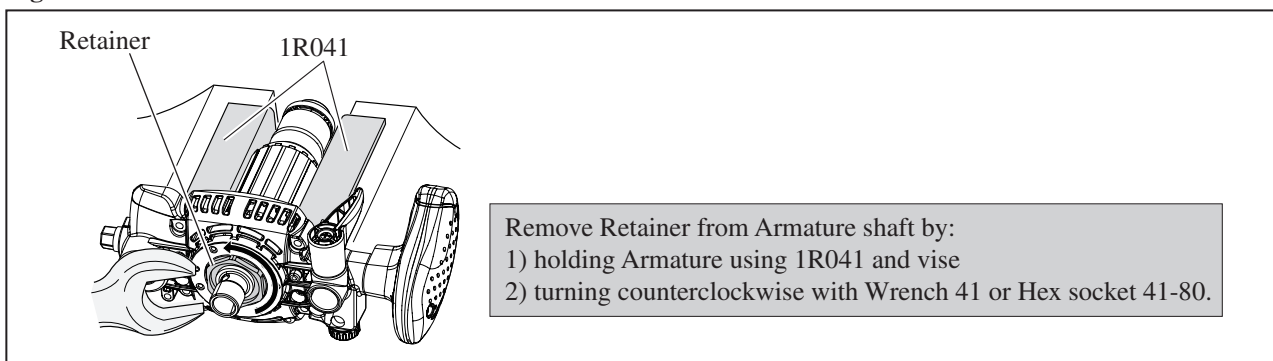 Retainer
1R041
Remove Retainer from Armature shaft by:
1) holding Armature using 1R041 and vise
2) turning counterclockwise with Wrench 41 or Hex socket 41-80.